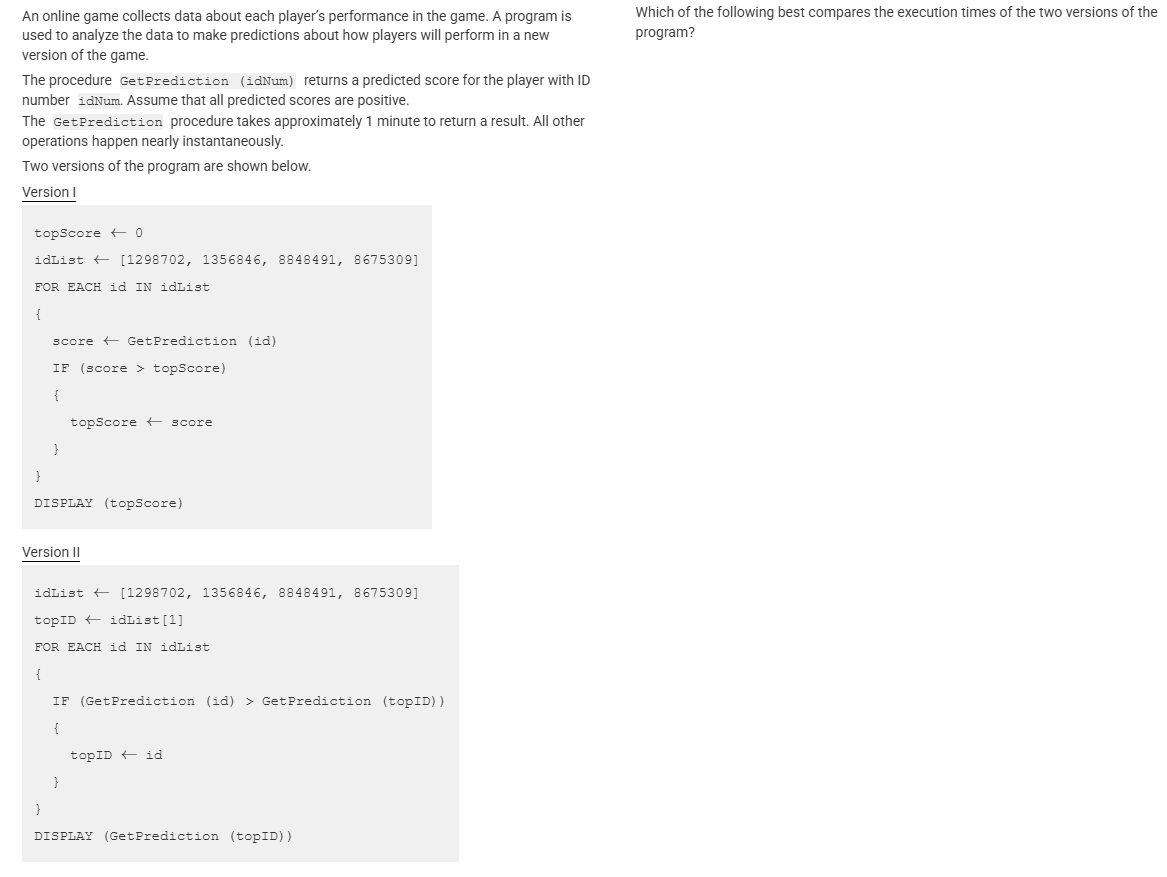 An online game collects data about each player's performance in the game. A program is
used to analyze the data to make predictions about how players will perform in a new
version of the game.
The procedure GetPrediction (idNum) returns a predicted score for the player with ID
number idNum. Assume that all predicted scores are positive.
The GetPrediction procedure takes approximately 1 minute to return a result. All other
operations happen nearly instantaneously.
Two versions of the program are shown below.
Version I
topScore ← 0
idList ← [1298702, 1356846, 8848491, 8675309]
FOR EACH id IN idList
{
score ← GetPrediction (id)
IF (score > topScore)
{
topScore ← score
}
}
DISPLAY (topScore)
Version II
idList ← [1298702, 1356846, 8848491, 8675309]
topID ← idList[1]
FOR EACH id IN idList
{
IF (GetPrediction (id) > GetPrediction (topID))
{
topID ← id
}
}
DISPLAY (GetPrediction (topID))
Which of the following best compares the execution times of the two versions of the
program?